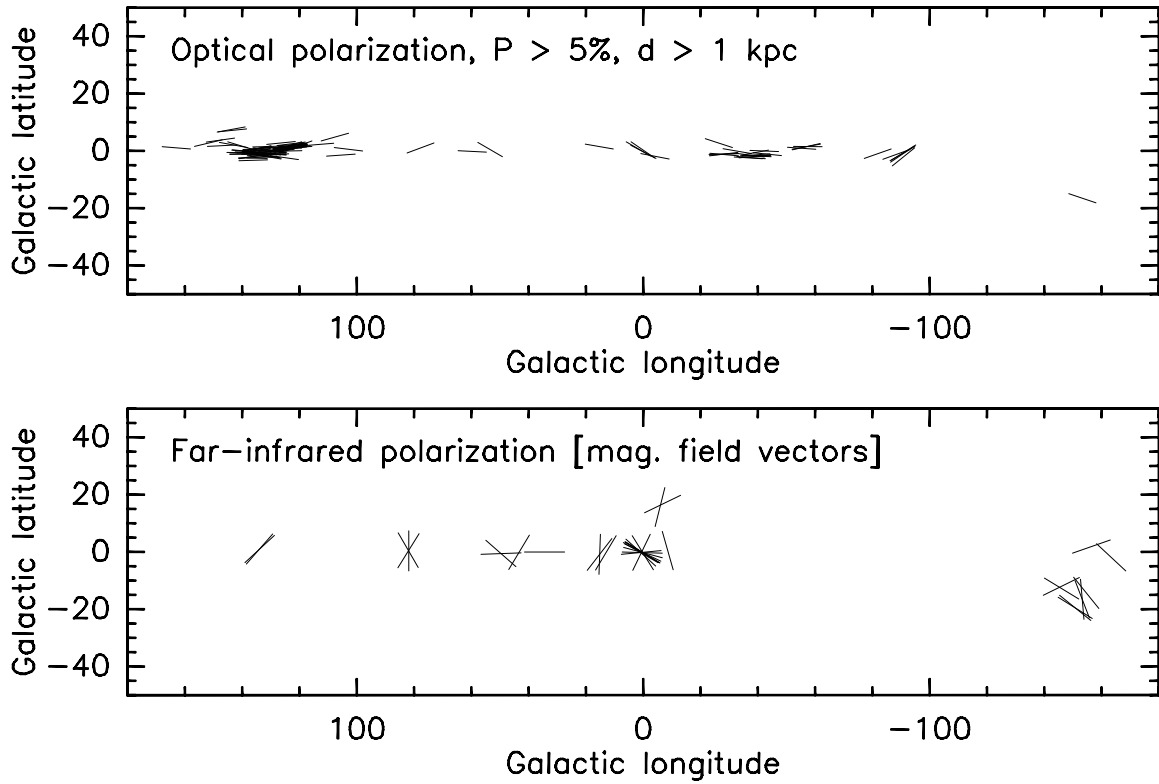 Optical polarization, P > 5%, d > 1 kpc
Galactic latitude
40
20
0
−20
−40
100
0
−100
Galactic longitude
Far−infrared polarization [mag. field vectors]
Galactic latitude
40
20
0
−20
−40
100
0
−100
Galactic longitude